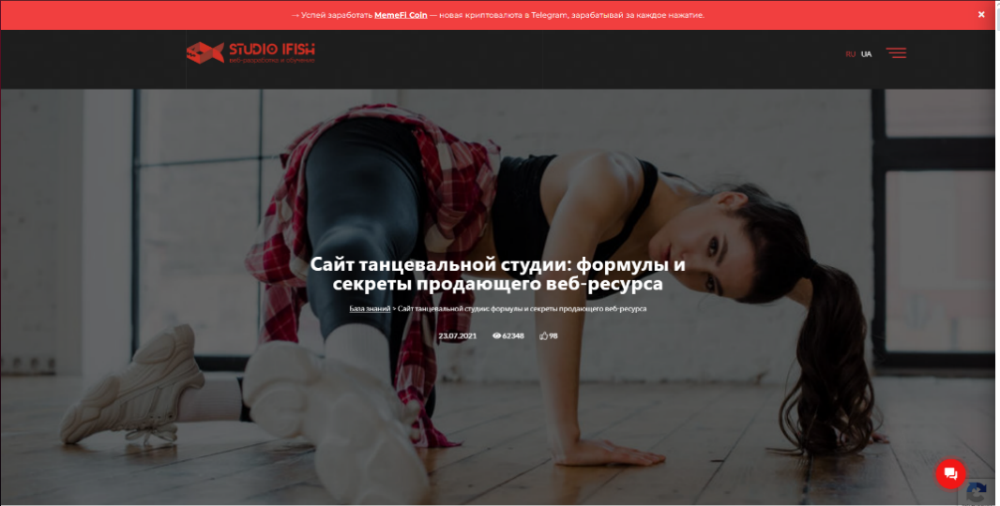 → Успей заработать MemeFi Coin — новая криптовалюта в Telegram, зарабатывай за каждое нажатие.
STUDIO IFISH
веб-разработка и обучение
RU UA
Сайт танцевальной студии: формулы и
секреты продающего веб-ресурса
База знаний > Сайт танцевальной студии: формулы и секреты продающего веб-ресурса
23.07.2021 62348 98